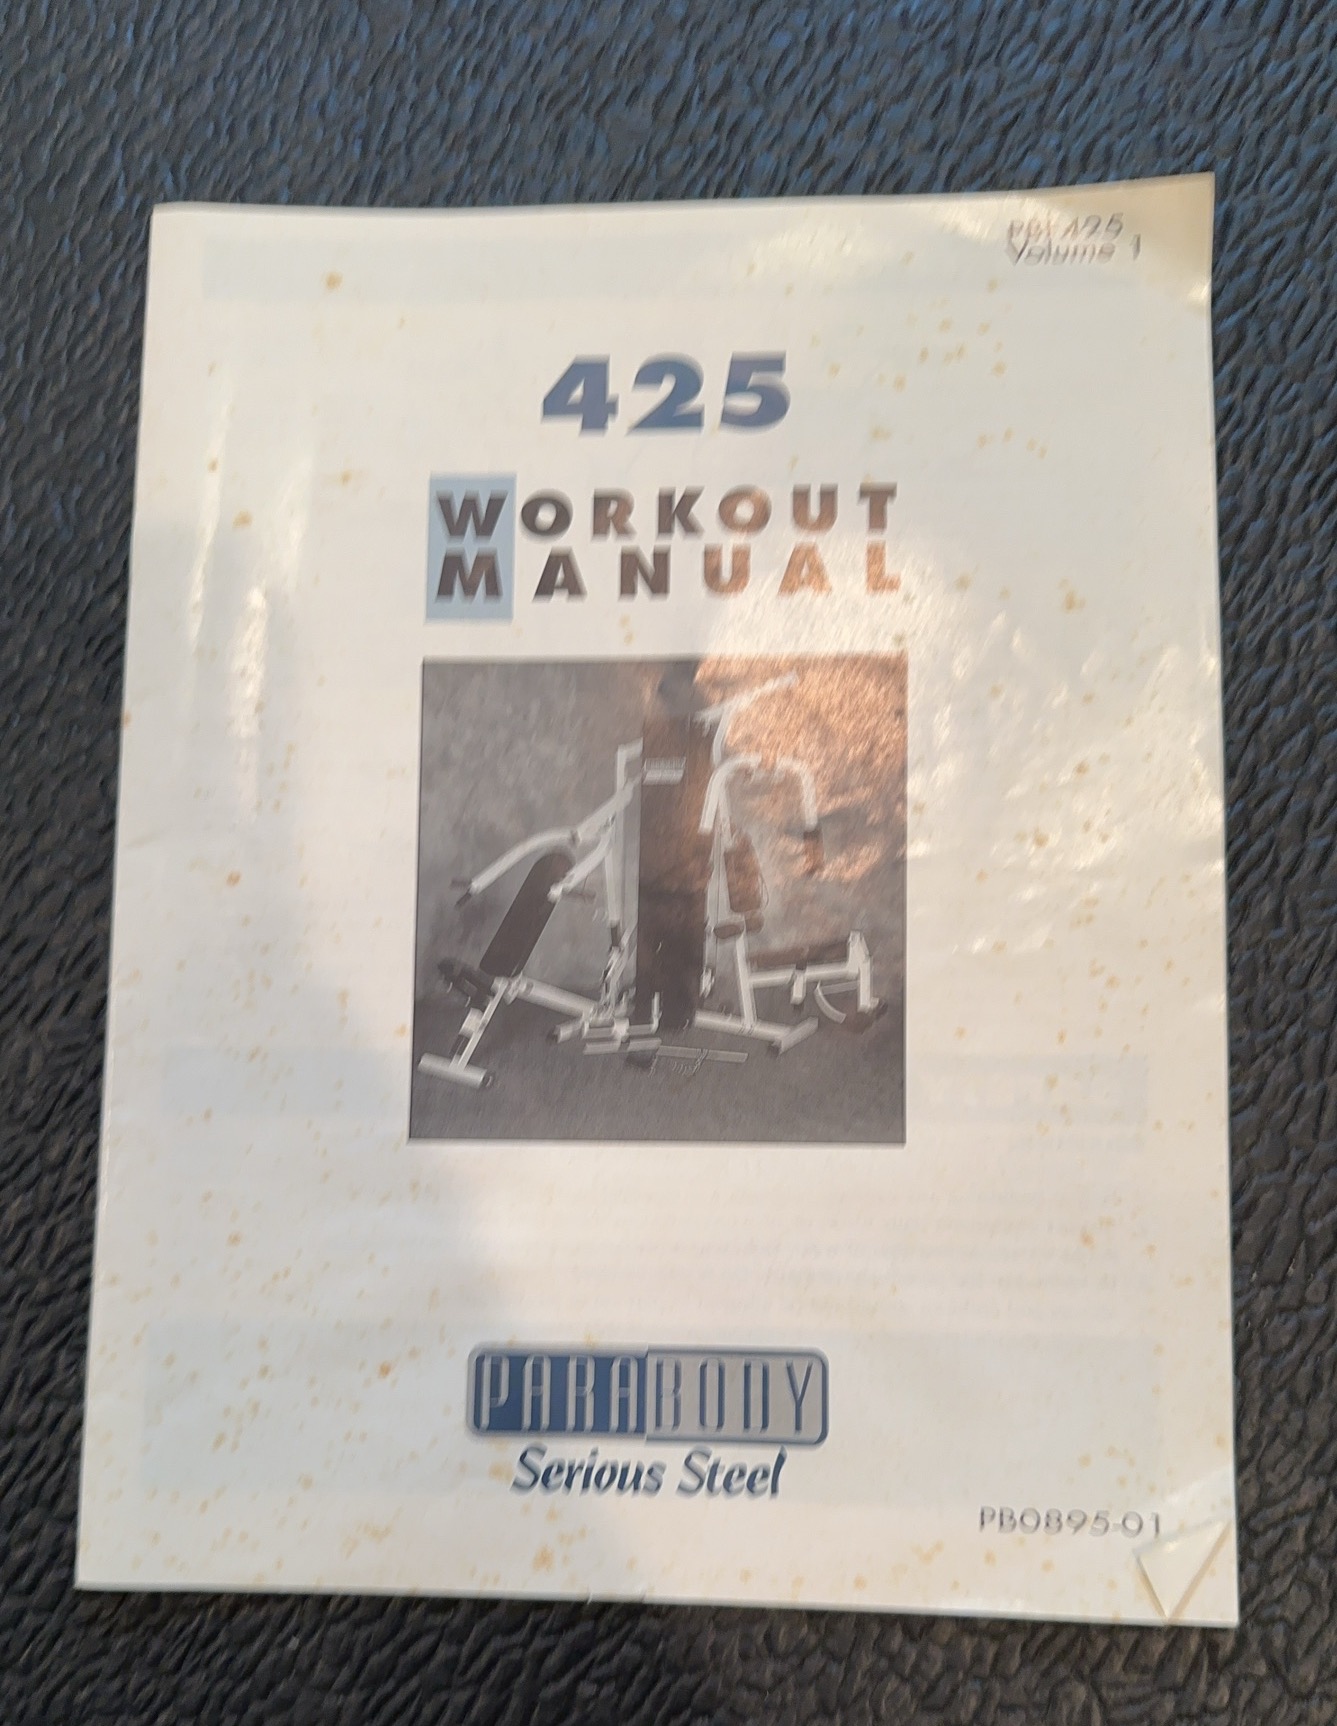 425
Volume 1
425
WORKOUT
MANUAL
PARABODY
Serious Steel
PB0895-01